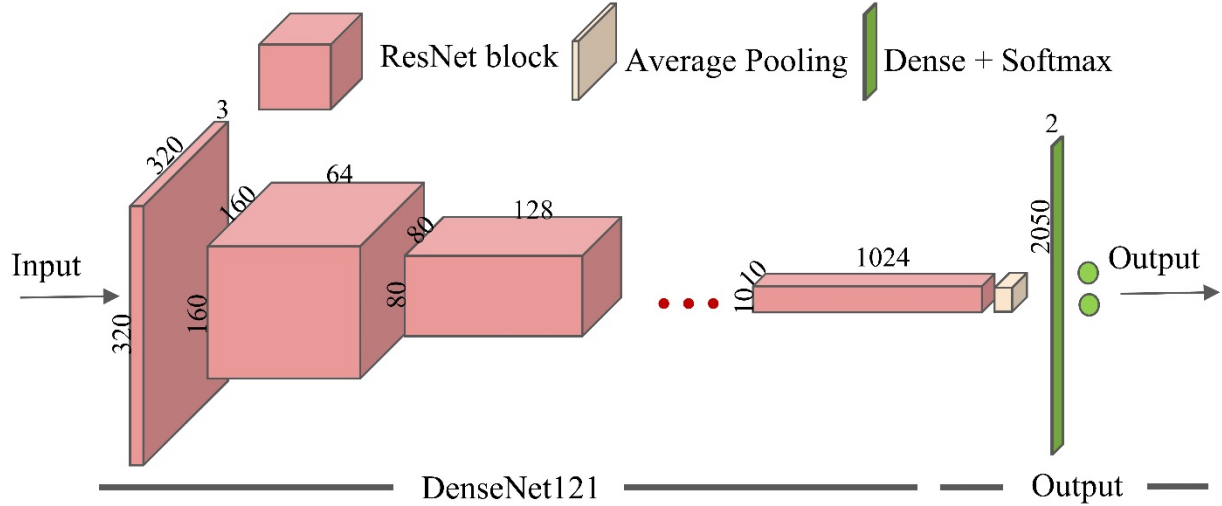 ResNet block
Average Pooling
Dense + Softmax
Input
320
320
3
160
160
64
80
80
128
10
10
1024
2050
2
Output
DenseNet121
Output